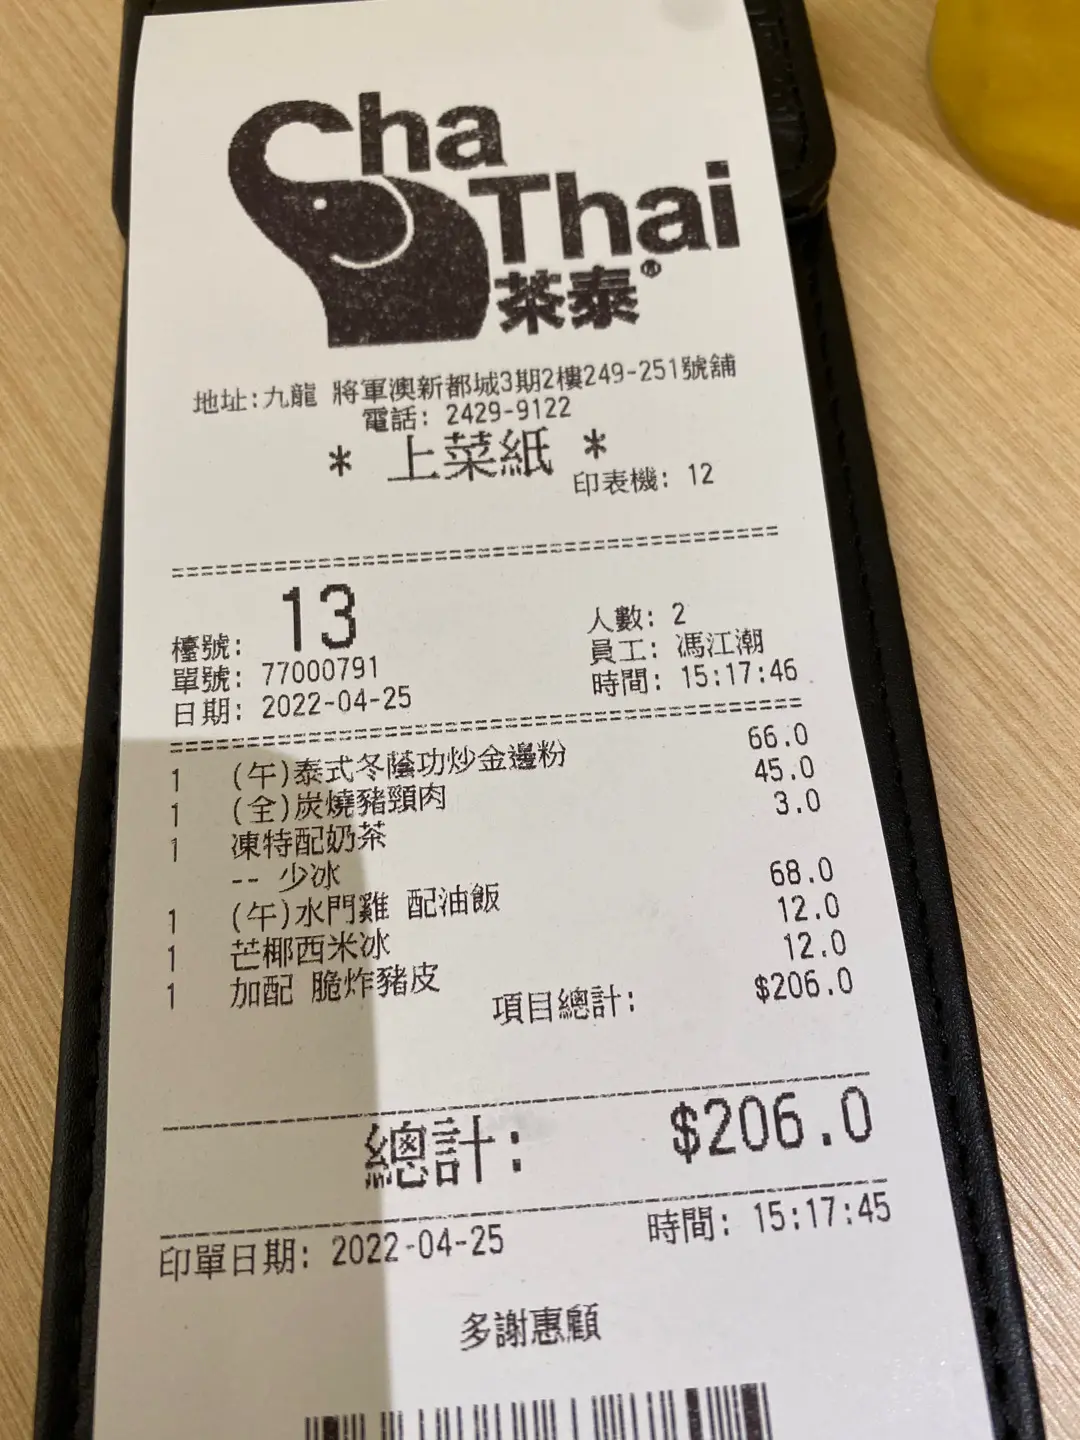 Cha
Thai
茶泰®
地址:九龍 將軍澳新都城3期2樓249-251號舖
電話: 2429-9122
* 上菜紙 *
印表機: 12
檯號: 13
人數: 2
單號: 77000791
員工: 馮江潮
日期: 2022-04-25
時間: 15:17:46
1 (午)泰式冬蔭功炒金邊粉 66.0
1 (全)炭燒豬頸肉 45.0
1 凍特配奶茶 3.0
-- 少冰
1 (午)水門雞 配油飯 68.0
1 芒椰西米冰 12.0
1 加配 脆炸豬皮 12.0
項目總計: $206.0
總計: $206.0
印單日期: 2022-04-25 時間: 15:17:45
多謝惠顧